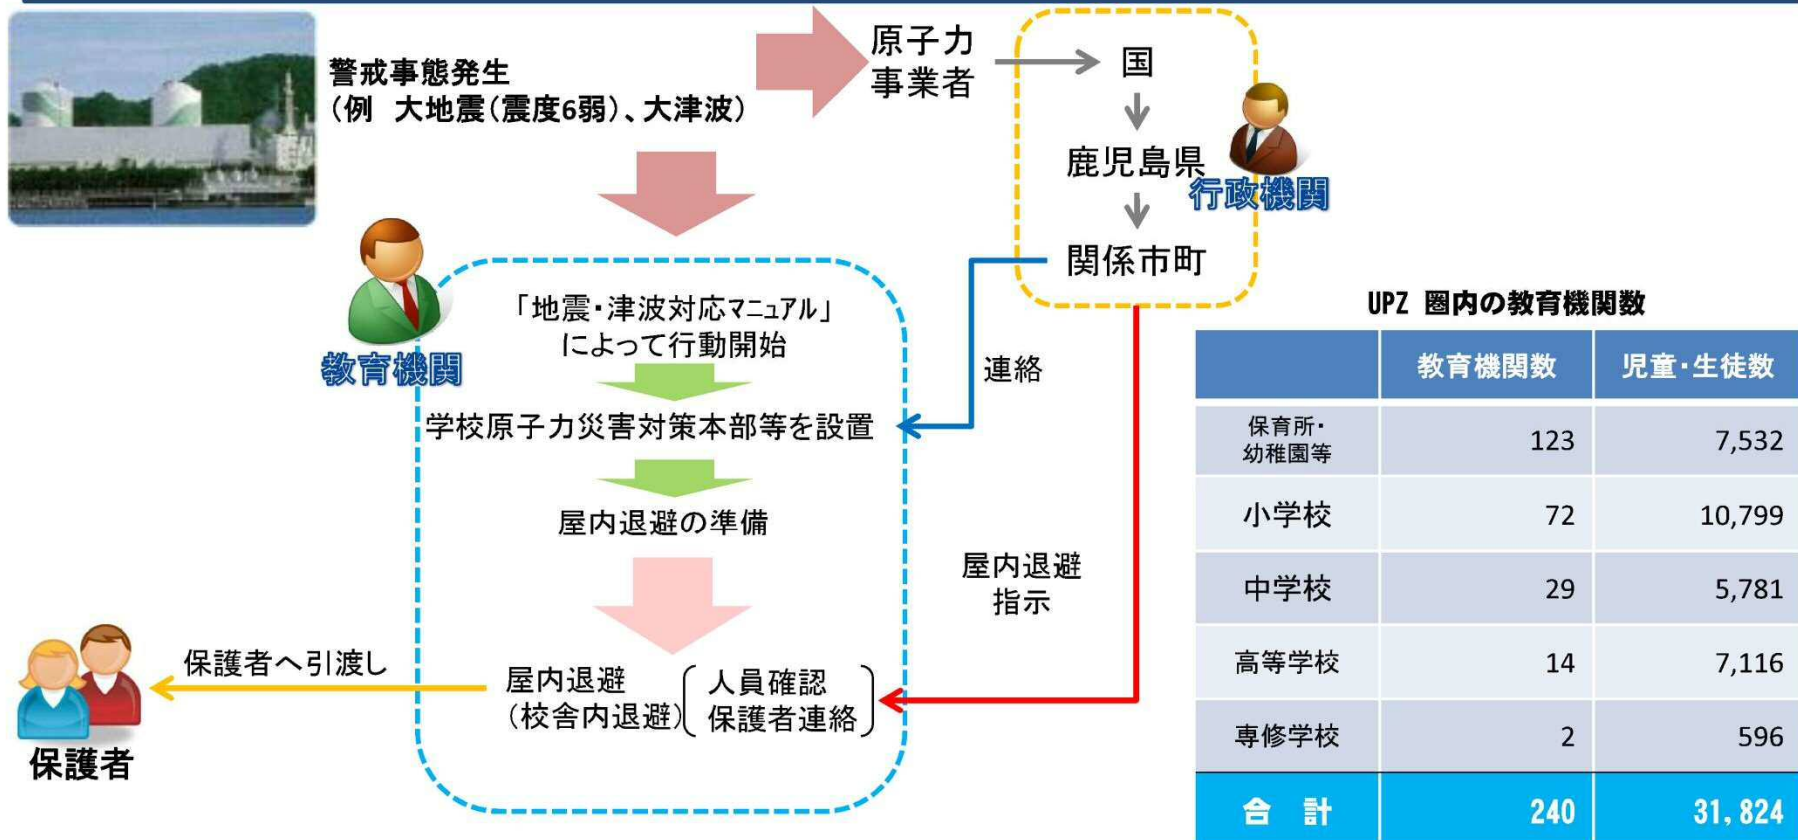 警戒事態発生
(例　大地震(震度6弱)、大津波)
原子力
事業者
国
鹿児島県
行政機関
関係市町
教育機関
「地震・津波対応マニュアル」
によって行動開始
学校原子力災害対策本部等を設置
屋内退避の準備
屋内退避
(校舎内退避)
人員確認
保護者連絡
連絡
屋内退避
指示
保護者へ引渡し
保護者
UPZ 圏内の教育機関数
教育機関数 児童・生徒数
保育所・
幼稚園等 123 7,532
小学校 72 10,799
中学校 29 5,781
高等学校 14 7,116
専修学校 2 596
合　計 240 31,824